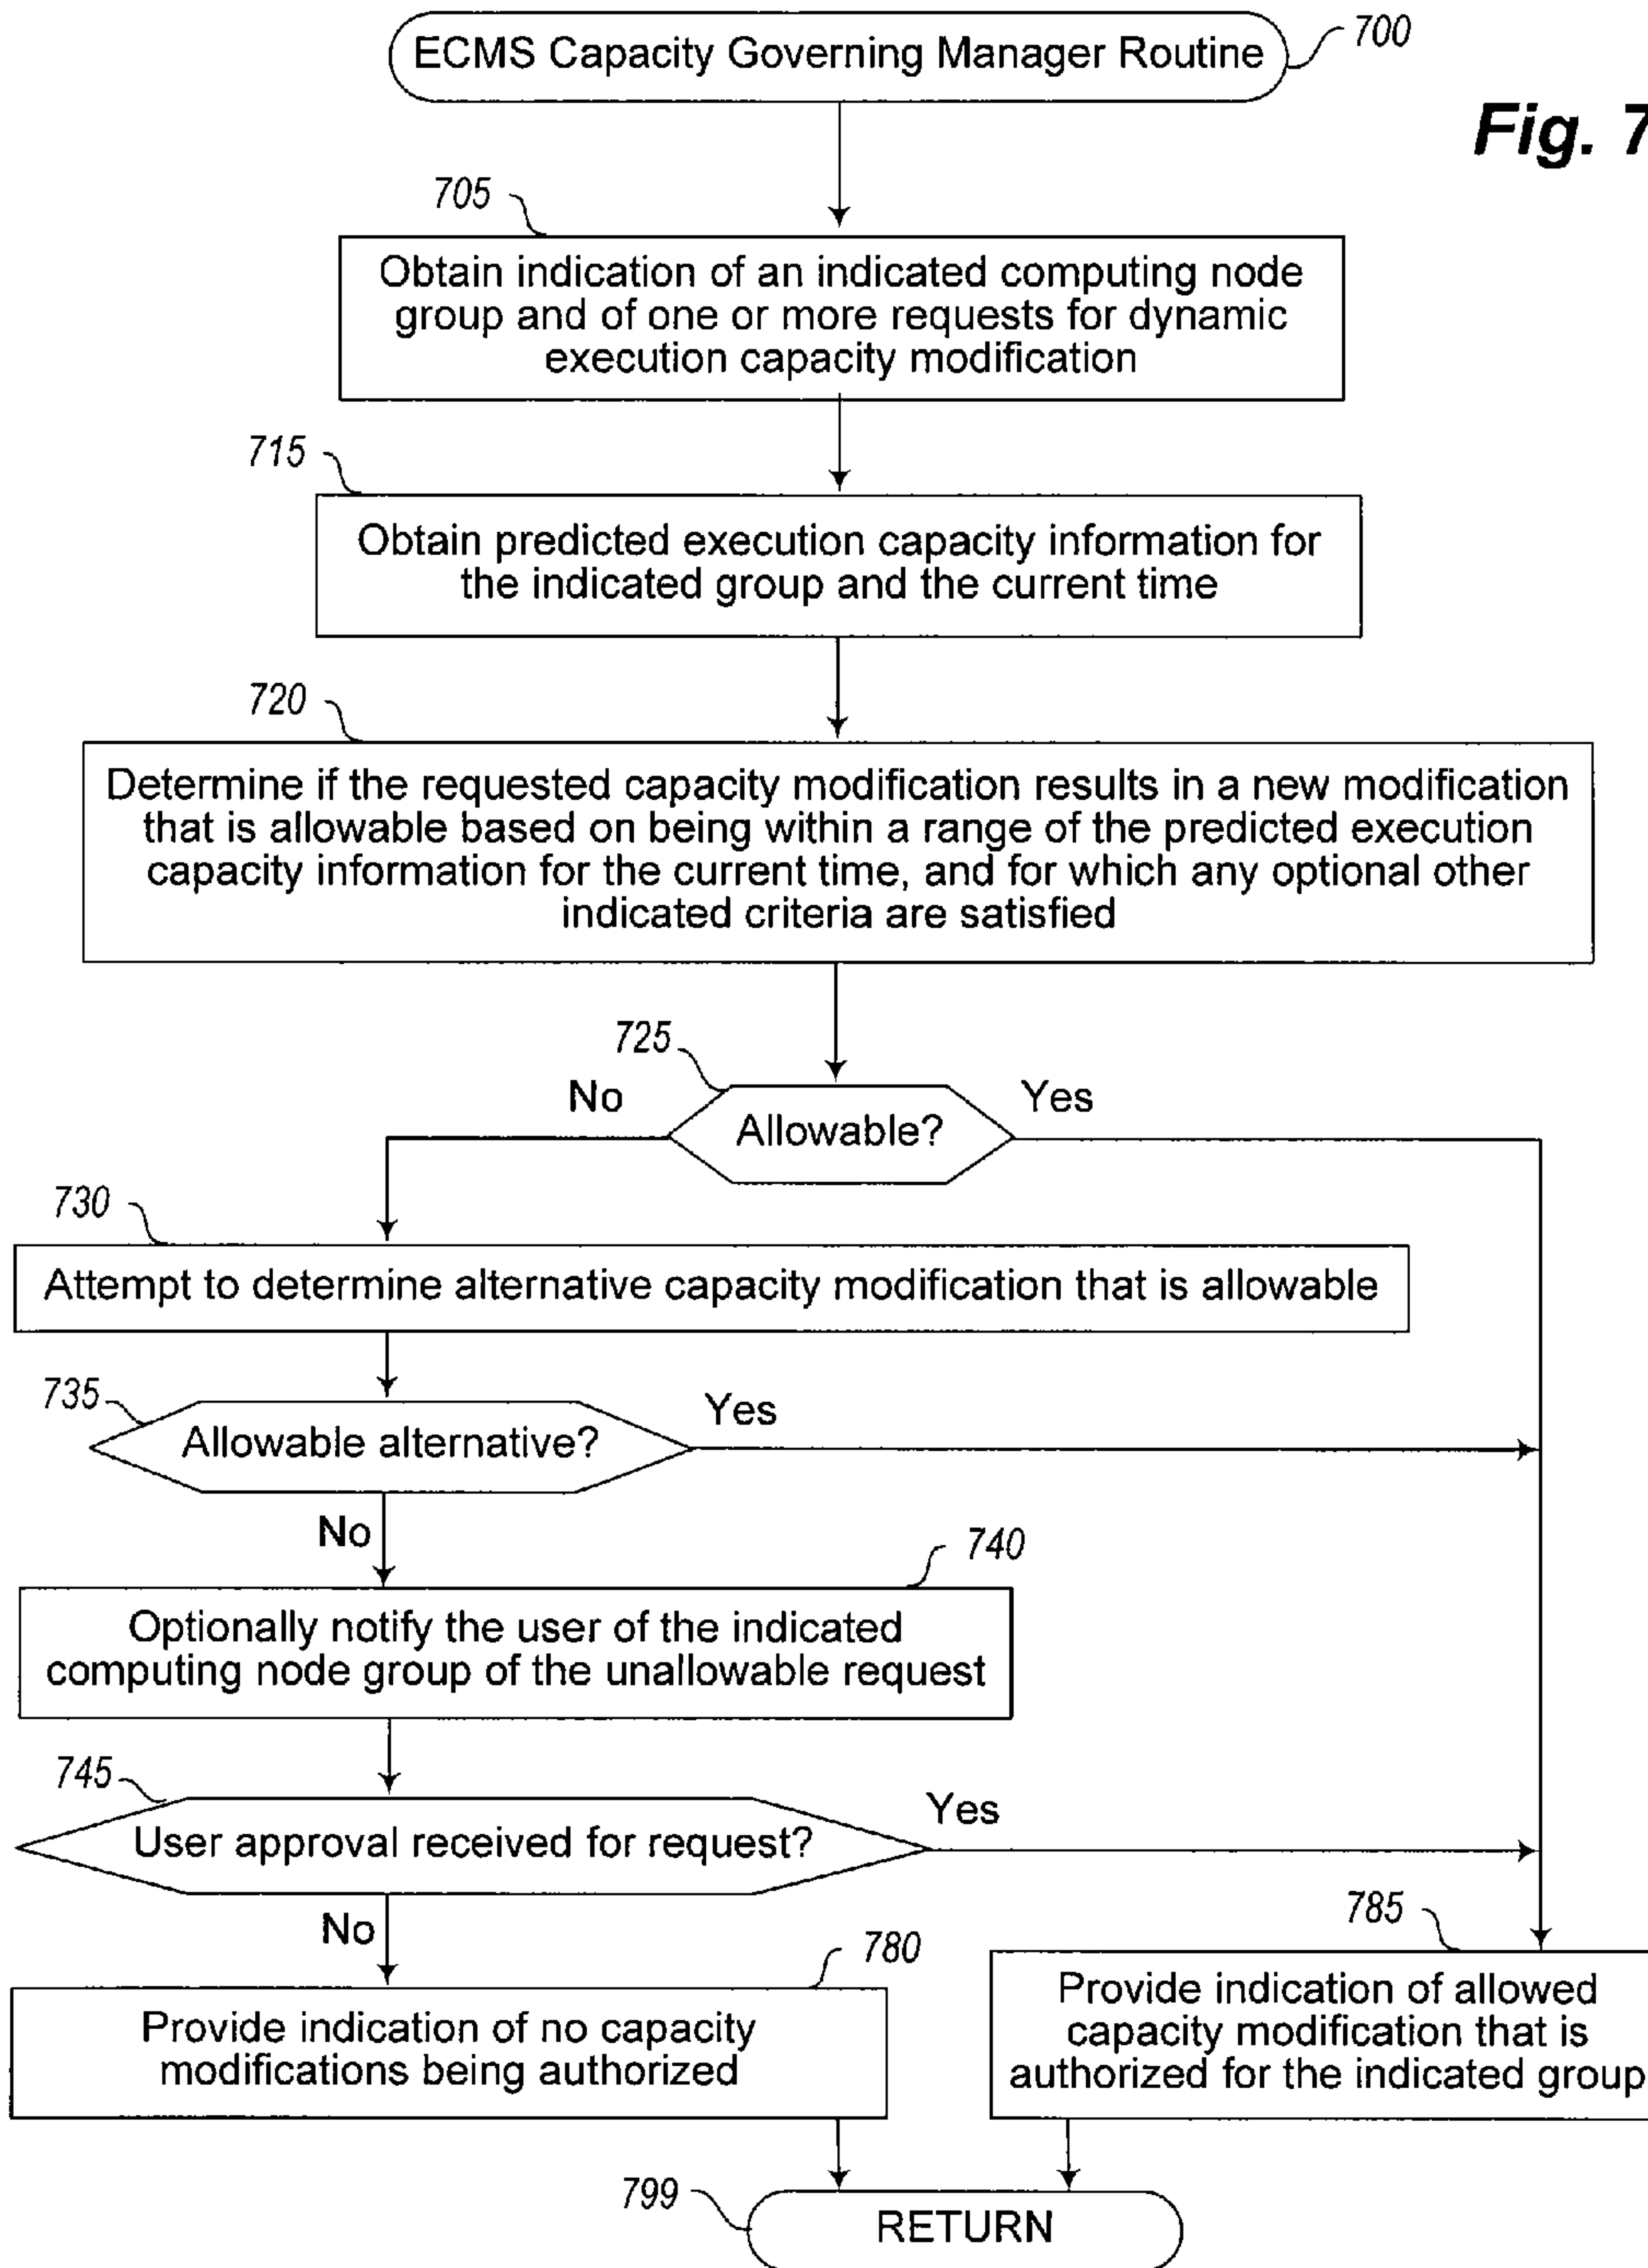 ECMS Capacity Governing Manager Routine
700
Fig. 7
705
Obtain indication of an indicated computing node
group and of one or more requests for dynamic
execution capacity modification
715
Obtain predicted execution capacity information for
the indicated group and the current time
720
Determine if the requested capacity modification results in a new modification
that is allowable based on being within a range of the predicted execution
capacity information for the current time, and for which any optional other
indicated criteria are satisfied
725
No
Yes
Allowable?
730
Attempt to determine alternative capacity modification that is allowable
735
Yes
Allowable alternative?
No
740
Optionally notify the user of the indicated
computing node group of the unallowable request
745
Yes
User approval received for request?
No
780
785
Provide indication of no capacity
modifications being authorized
Provide indication of allowed
capacity modification that is
authorized for the indicated group
799
RETURN